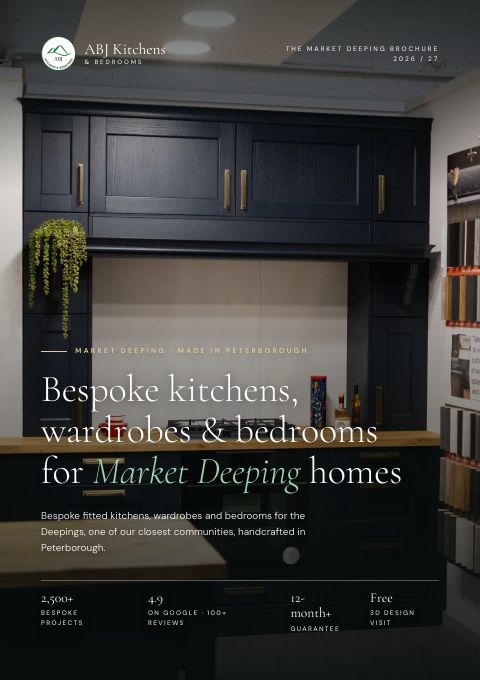 ABJ
ABJ Kitchens
& BEDROOMS
THE MARKET DEEPING BROCHURE
2026 / 27
MARKET DEEPING · MADE IN PETERBOROUGH
Bespoke kitchens,
wardrobes & bedrooms
for Market Deeping homes
Bespoke fitted kitchens, wardrobes and bedrooms for the
Deepings, one of our closest communities, handcrafted in
Peterborough.
2,500+
BESPOKE
PROJECTS
4.9
ON GOOGLE · 100+
REVIEWS
12-
month+
GUARANTEE
Free
3D DESIGN
VISIT